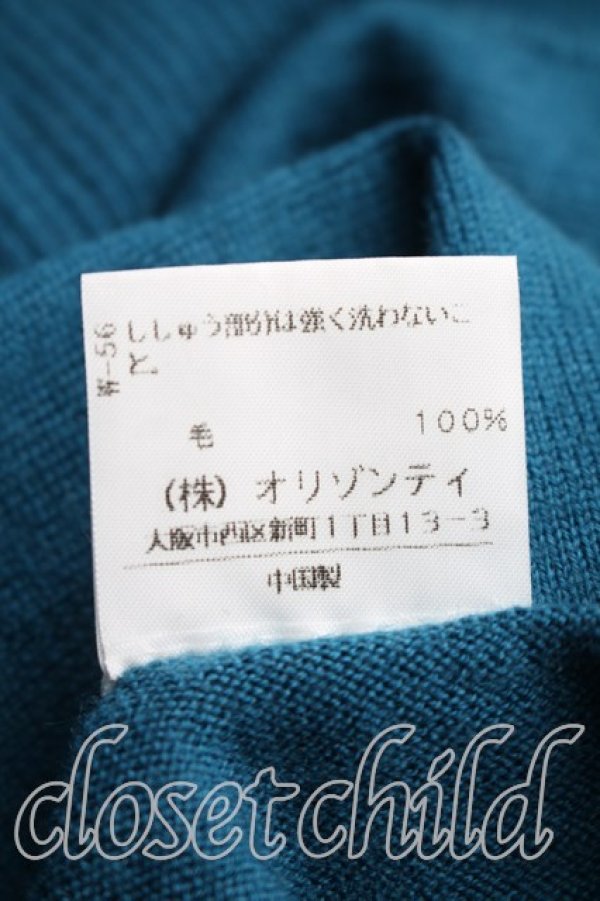 ししゅう部分は強く洗わないこ
と。
毛 100%
(株) オリゾンティ
大阪市西区新町1丁目13-3
中国製
closet child